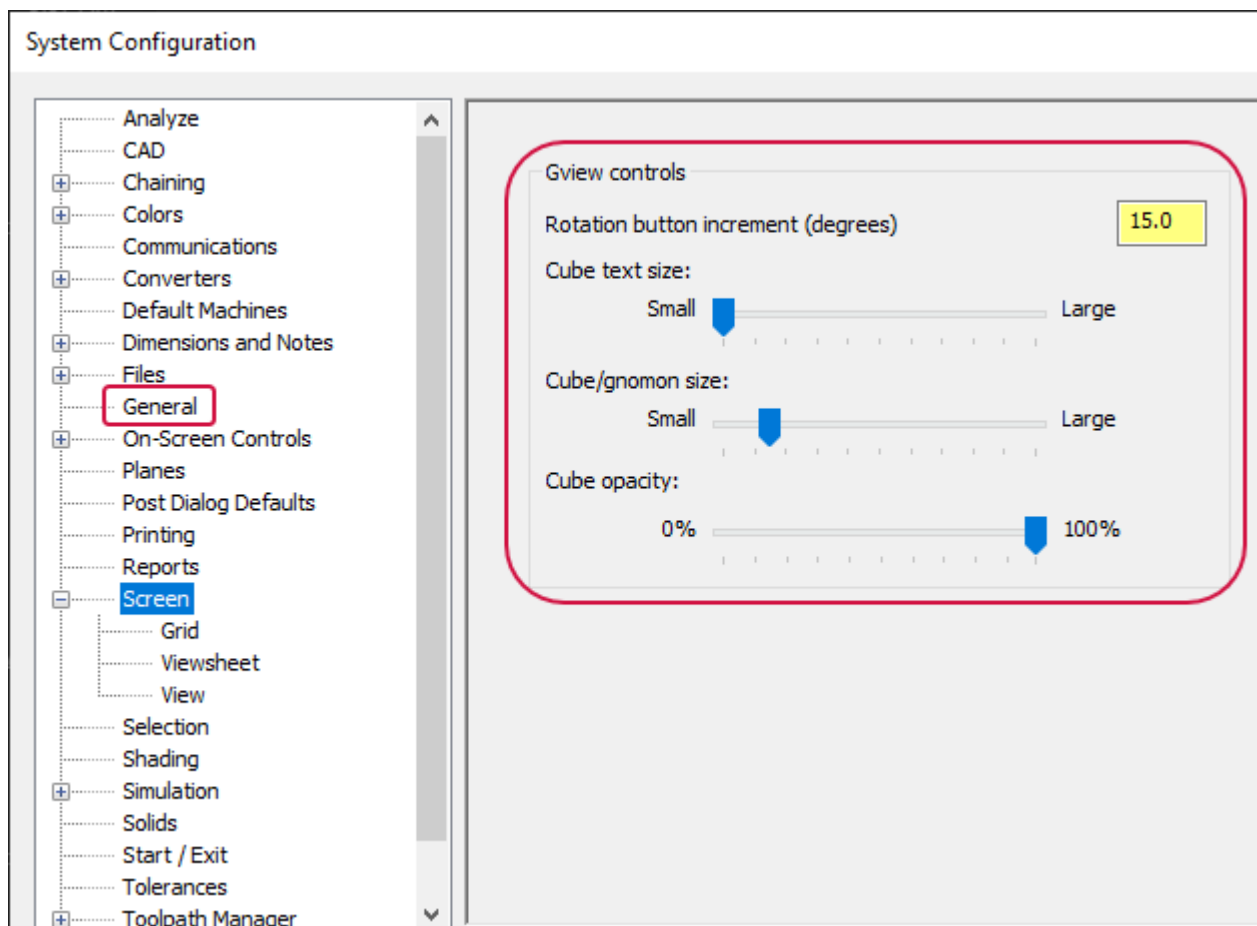 System Configuration
Analyze
CAD
Chaining
Colors
Communications
Converters
Default Machines
Dimensions and Notes
Files
General
On-Screen Controls
Planes
Post Dialog Defaults
Printing
Reports
Screen
Grid
Viewsheet
View
Selection
Shading
Simulation
Solids
Start / Exit
Tolerances
Toolpath Manager
Gview controls
Rotation button increment (degrees) 15.0
Cube text size:
Small Large
Cube/gnomon size:
Small Large
Cube opacity:
0% 100%